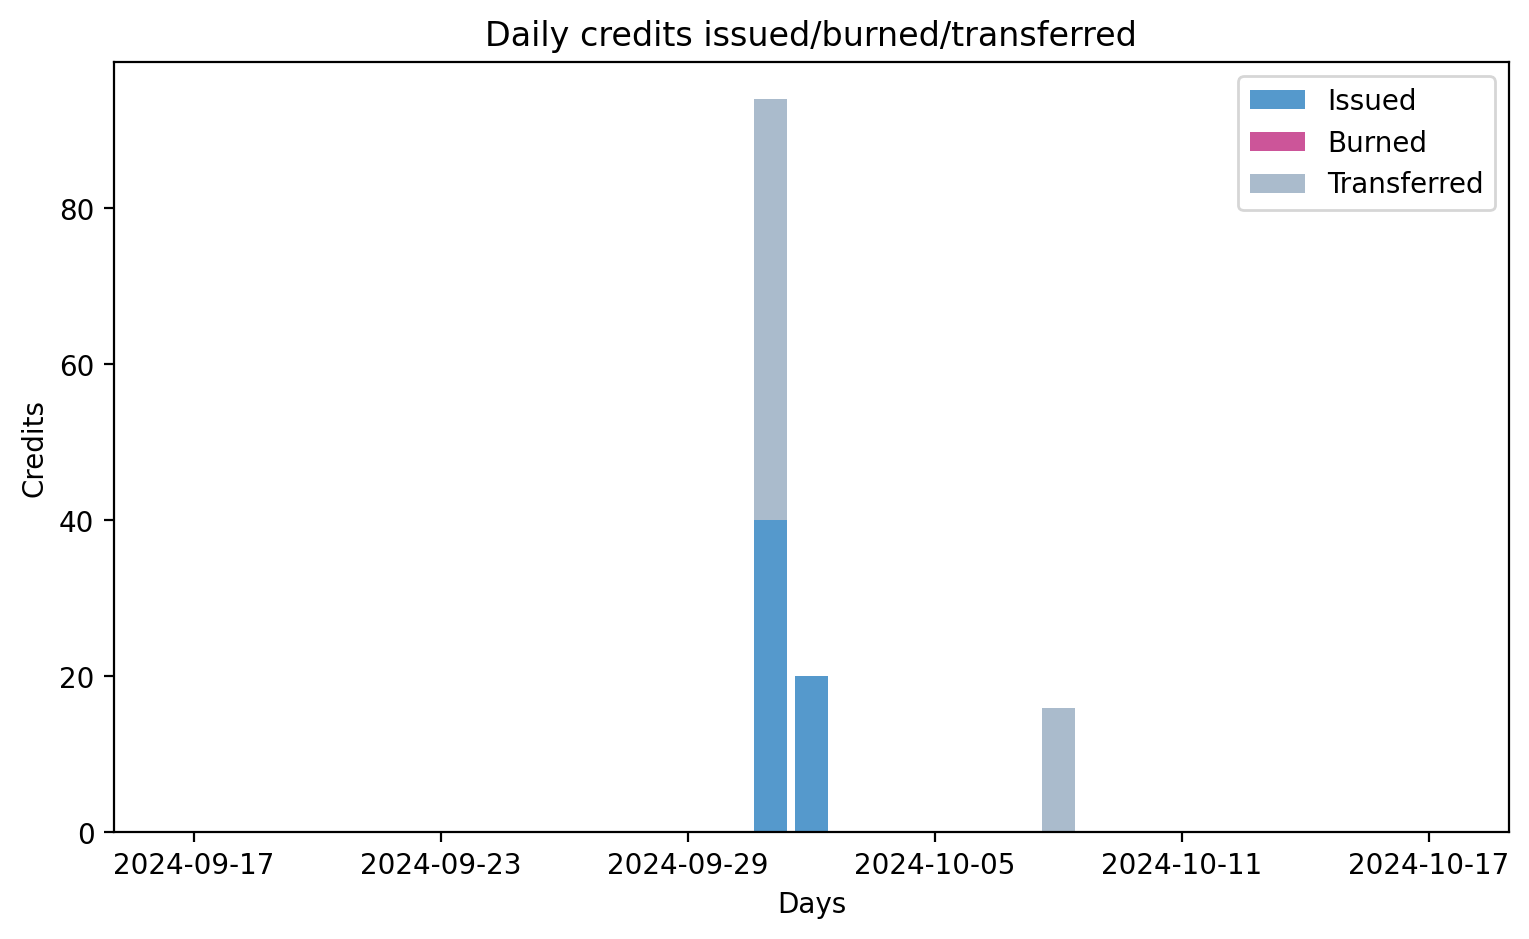 Daily credits issued/burned/transferred
Issued
Burned
Transferred
80
60
40
20
0
Credits
2024-09-17 2024-09-23 2024-09-29 2024-10-05 2024-10-11 2024-10-17
Days